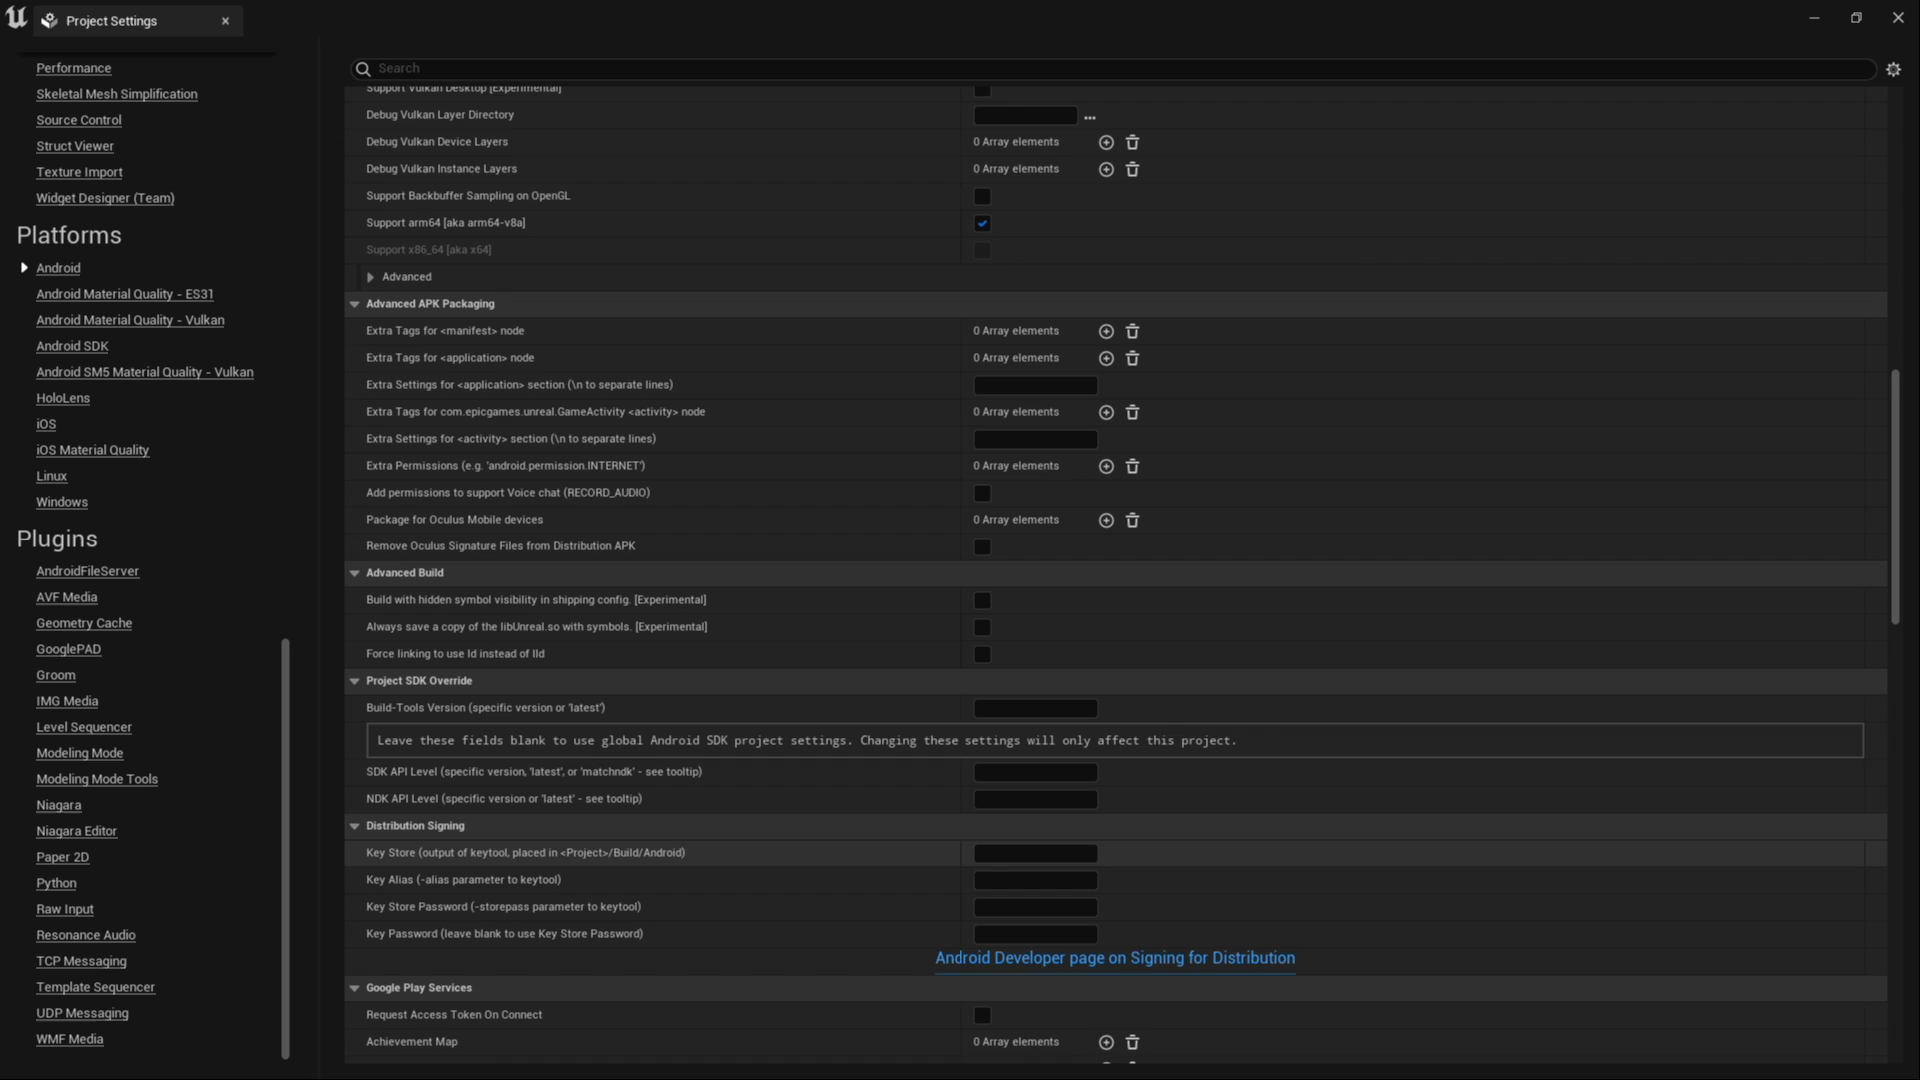 Project Settings
Performance
Skeletal Mesh Simplification
Source Control
Struct Viewer
Texture Import
Widget Designer (Team)
Platforms
Android
Android Material Quality - ES31
Android Material Quality - Vulkan
Android SDK
Android SM5 Material Quality - Vulkan
HoloLens
iOS
iOS Material Quality
Linux
Windows
Plugins
AndroidFileServer
AVF Media
Geometry Cache
GooglePAD
Groom
IMG Media
Level Sequencer
Modeling Mode
Modeling Mode Tools
Niagara
Niagara Editor
Paper 2D
Python
Raw Input
Resonance Audio
TCP Messaging
Template Sequencer
UDP Messaging
WMF Media
Search
Support Vulkan Desktop [Experimental]
Debug Vulkan Layer Directory ...
Debug Vulkan Device Layers 0 Array elements
Debug Vulkan Instance Layers 0 Array elements
Support Backbuffer Sampling on OpenGL
Support arm64 [aka arm64-v8a]
Support x86_64 [aka x64]
Advanced
Advanced APK Packaging
Extra Tags for <manifest> node 0 Array elements
Extra Tags for <application> node 0 Array elements
Extra Settings for <application> section (\n to separate lines)
Extra Tags for com.epicgames.unreal.GameActivity <activity> node 0 Array elements
Extra Settings for <activity> section (\n to separate lines)
Extra Permissions (e.g. 'android.permission.INTERNET') 0 Array elements
Add permissions to support Voice chat (RECORD_AUDIO)
Package for Oculus Mobile devices 0 Array elements
Remove Oculus Signature Files from Distribution APK
Advanced Build
Build with hidden symbol visibility in shipping config. [Experimental]
Always save a copy of the libUnreal.so with symbols. [Experimental]
Force linking to use ld instead of lld
Project SDK Override
Build-Tools Version (specific version or 'latest')
Leave these fields blank to use global Android SDK project settings. Changing these settings will only affect this project.
SDK API Level (specific version, 'latest', or 'matchndk' - see tooltip)
NDK API Level (specific version or 'latest' - see tooltip)
Distribution Signing
Key Store (output of keytool, placed in <Project>/Build/Android)
Key Alias (-alias parameter to keytool)
Key Store Password (-storepass parameter to keytool)
Key Password (leave blank to use Key Store Password)
Android Developer page on Signing for Distribution
Google Play Services
Request Access Token On Connect
Achievement Map 0 Array elements